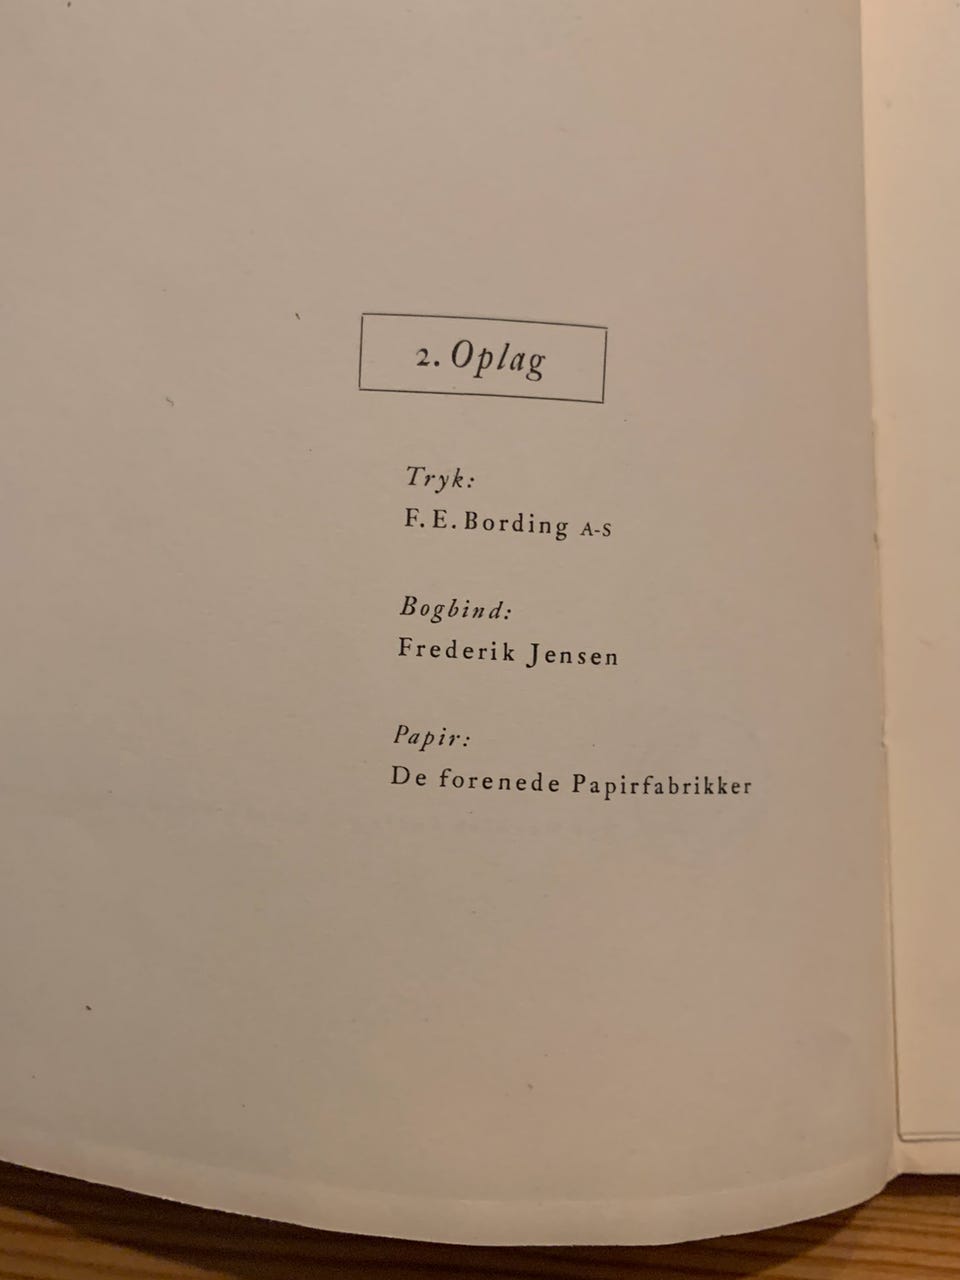 2. Oplag
Tryk:
F. E. Bording A-S
Bogbind:
Frederik Jensen
Papir:
De forenede Papirfabrikker